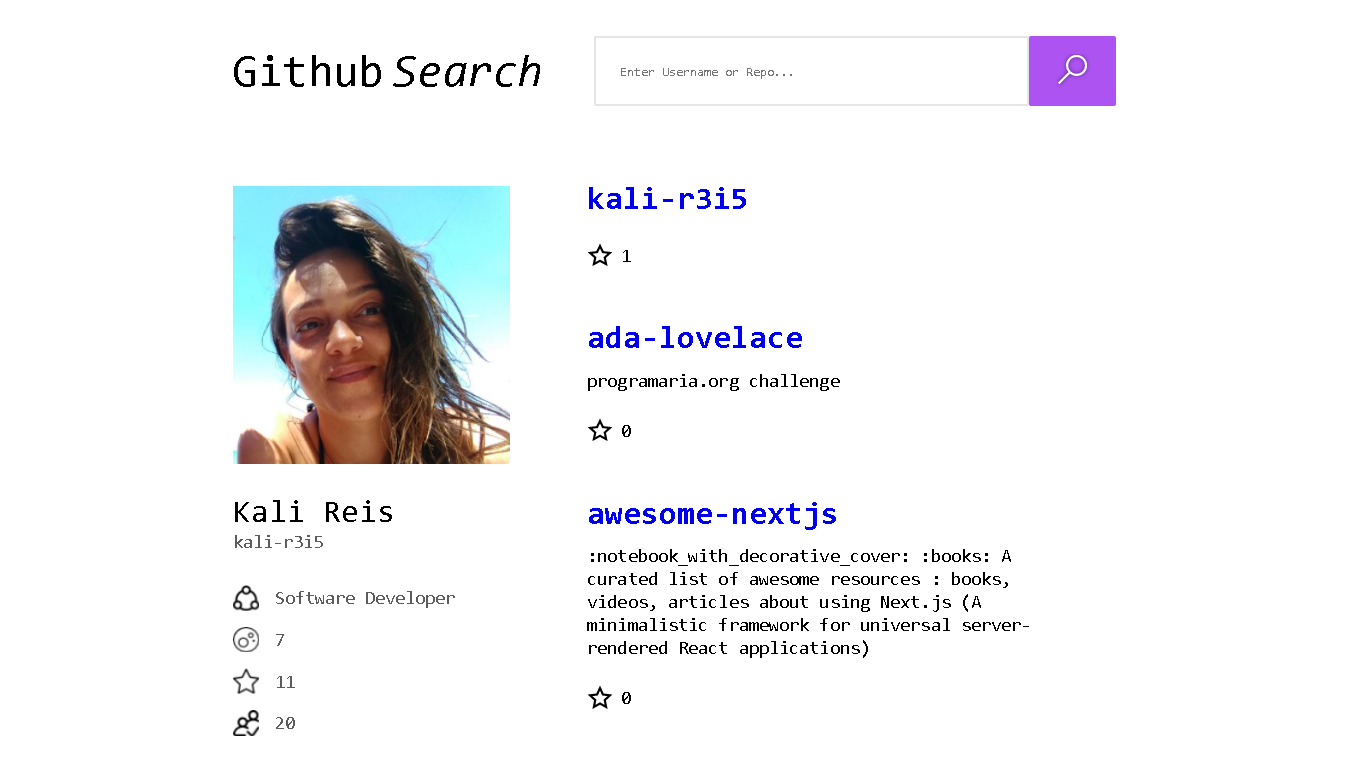 Github Search
Enter Username or Repo...
Kali Reis
kali-r3i5
Software Developer
7
11
20
kali-r3i5
1
ada-lovelace
programaria.org challenge
0
awesome-nextjs
:notebook_with_decorative_cover: :books: A
curated list of awesome resources : books,
videos, articles about using Next.js (A
minimalistic framework for universal server-
rendered React applications)
0